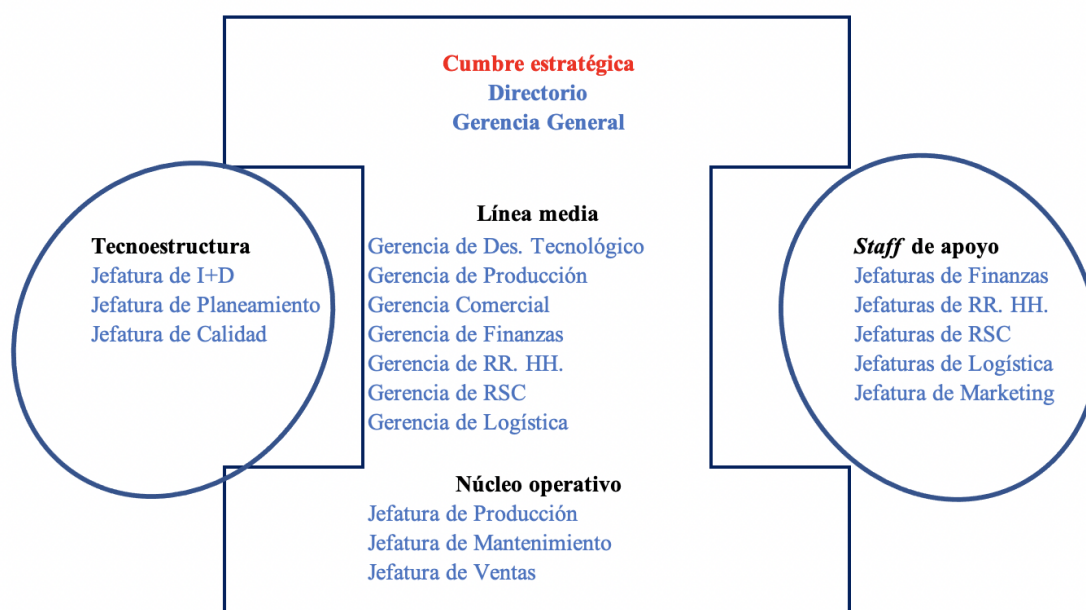 Cumbre estratégica
Directorio
Gerencia General
Tecnoestructura
Jefatura de I+D
Jefatura de Planeamiento
Jefatura de Calidad
Línea media
Gerencia de Des. Tecnológico
Gerencia de Producción
Gerencia Comercial
Gerencia de Finanzas
Gerencia de RR. HH.
Gerencia de RSC
Gerencia de Logística
Staff de apoyo
Jefaturas de Finanzas
Jefaturas de RR. HH.
Jefaturas de RSC
Jefaturas de Logística
Jefatura de Marketing
Núcleo operativo
Jefatura de Producción
Jefatura de Mantenimiento
Jefatura de Ventas